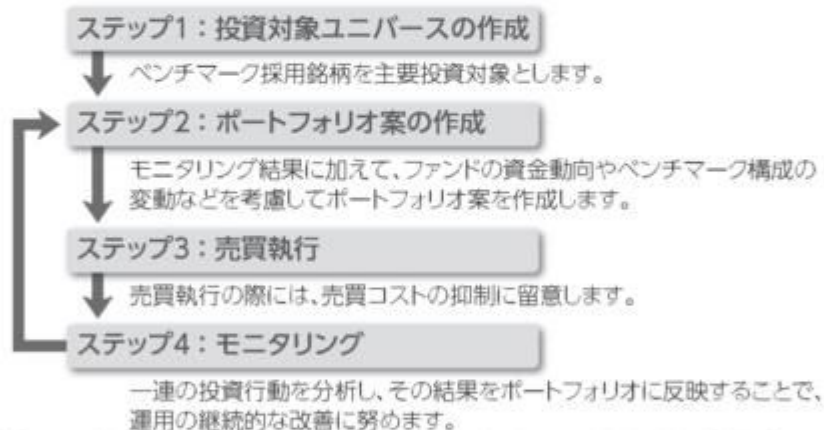 ステップ1：投資対象ユニバースの作成
ベンチマーク採用銘柄を主要投資対象とします。
ステップ2：ポートフォリオ案の作成
モニタリング結果に加えて、ファンドの資金動向やベンチマーク構成の
変動などを考慮してポートフォリオ案を作成します。
ステップ3：売買執行
売買執行の際には、売買コストの抑制に留意します。
ステップ4：モニタリング
一連の投資行動を分析し、その結果をポートフォリオに反映することで、
運用の継続的な改善に努めます。